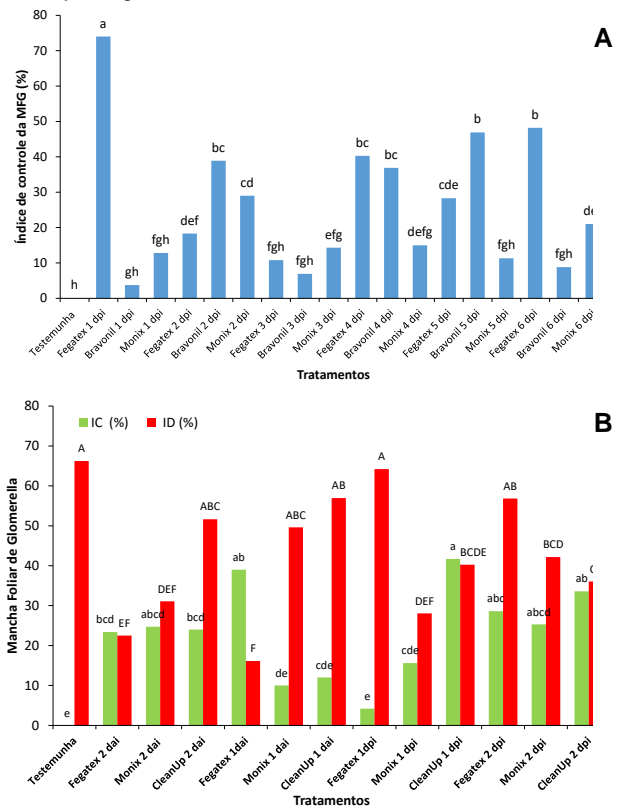 80
70
60
50
40
30
20
10
0
Índice de controle da MFG (%)
A
a
h
gh
fgh
def
bc
cd
fgh
gh
efg
bc
bc
defg
cde
b
fgh
b
fgh
Testemunha
Fegatex 1 dpi
Bravonil 1 dpi
Monix 1 dpi
Fegatex 2 dpi
Bravonil 2 dpi
Monix 2 dpi
Fegatex 3 dpi
Bravonil 3 dpi
Monix 3 dpi
Fegatex 4 dpi
Bravonil 4 dpi
Monix 4 dpi
Fegatex 5 dpi
Bravonil 5 dpi
Monix 5 dpi
Fegatex 6 dpi
Bravonil 6 dpi
Monix 6 dpi
Tratamentos
80
70
60
50
40
30
20
10
0
Mancha Foliar de Glomerella
IC (%)
ID (%)
B
e
A
bcd
EF
abcd
DEF
bcd
ABC
ab
F
de
ABC
cde
AB
e
A
cde
DEF
a
BCDE
abc
AB
abcd
BCD
ab
Testemunha
Fegatex 2 dai
Monix 2 dai
CleanUp 2 dai
Fegatex 1dai
Monix 1 dai
CleanUp 1 dai
Fegatex 1dpi
Monix 1 dpi
CleanUp 1 dpi
Fegatex 2 dpi
Monix 2 dpi
CleanUp 2 dpi
Tratamentos